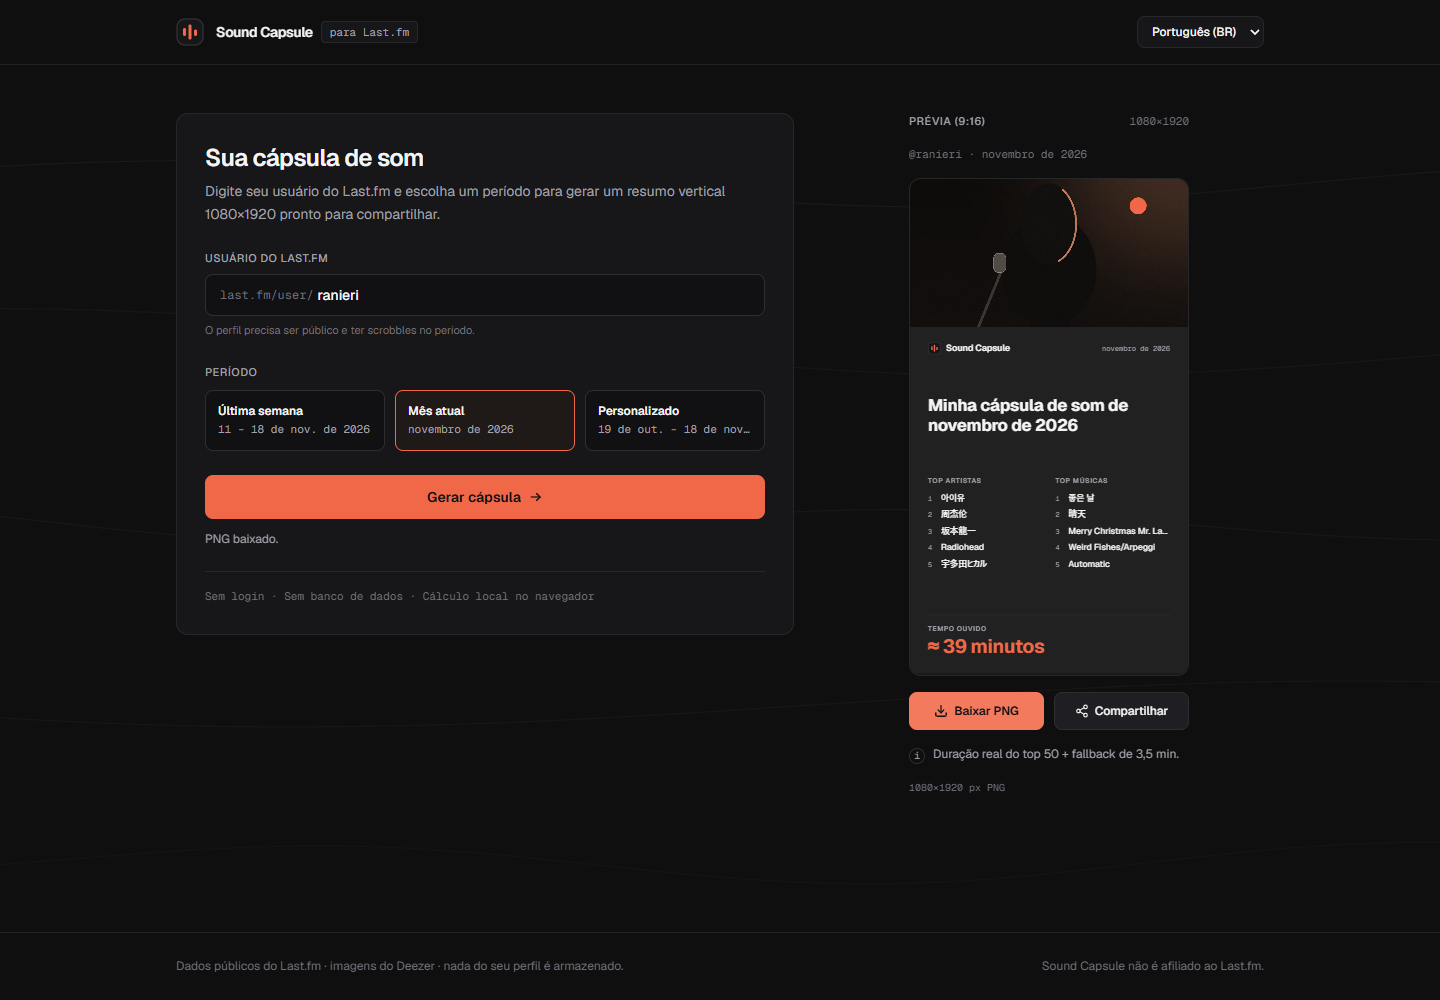 Sound Capsule
para Last.fm
Português (BR)
Sua cápsula de som
Digite seu usuário do Last.fm e escolha um período para gerar um resumo vertical
1080×1920 pronto para compartilhar.
USUÁRIO DO LAST.FM
last.fm/user/ ranieri
O perfil precisa ser público e ter scrobbles no período.
PERÍODO
Última semana
11 – 18 de nov. de 2026
Mês atual
novembro de 2026
Personalizado
19 de out. – 18 de nov…
Gerar cápsula →
PNG baixado.
Sem login · Sem banco de dados · Cálculo local no navegador
PRÉVIA (9:16)
1080×1920
@ranieri · novembro de 2026
Sound Capsule
novembro de 2026
Minha cápsula de som de
novembro de 2026
TOP ARTISTAS
1 아이유
2 周杰伦
3 坂本龍一
4 Radiohead
5 宇多田ヒカル
TOP MÚSICAS
1 좋은 날
2 晴天
3 Merry Christmas Mr. La…
4 Weird Fishes/Arpeggi
5 Automatic
TEMPO OUVIDO
≈ 39 minutos
Baixar PNG
Compartilhar
i Duração real do top 50 + fallback de 3,5 min.
1080×1920 px PNG
Dados públicos do Last.fm · imagens do Deezer · nada do seu perfil é armazenado.
Sound Capsule não é afiliado ao Last.fm.